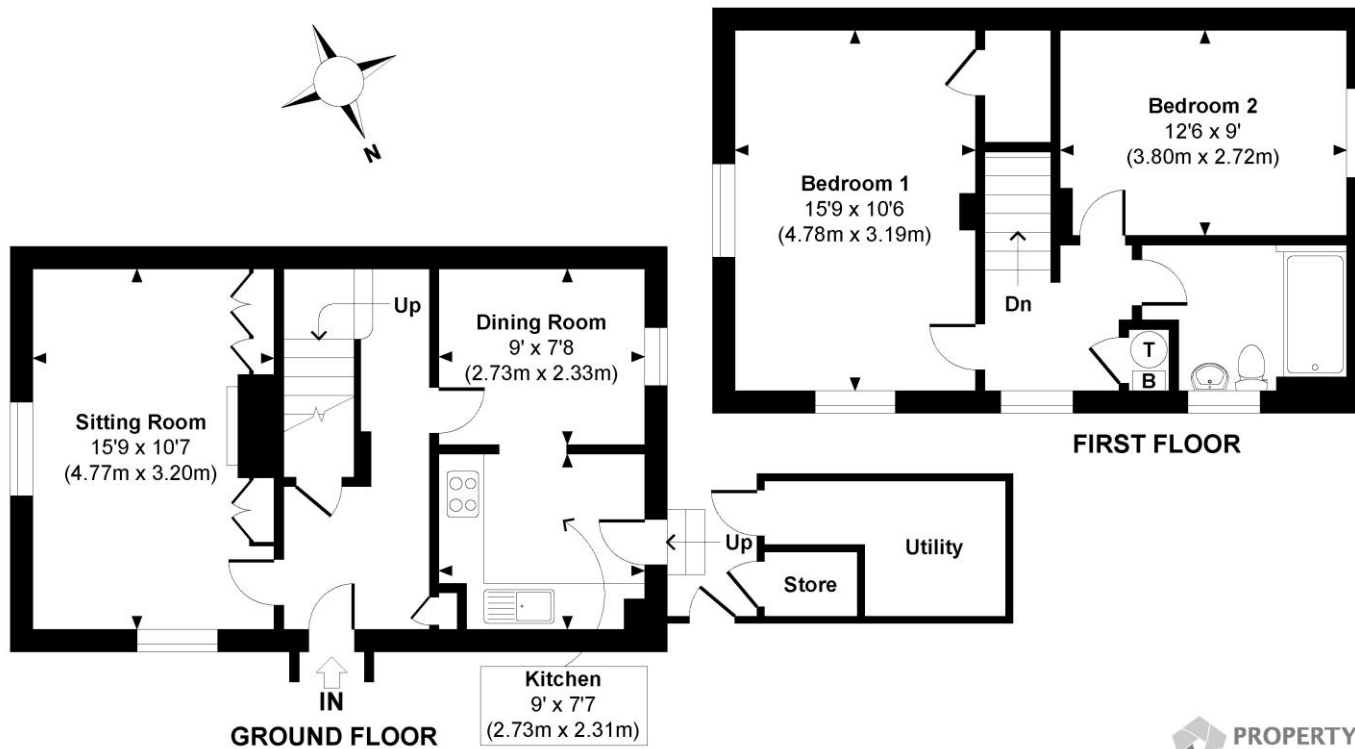 N
Sitting Room
15'9 x 10'7
(4.77m x 3.20m)
Up
Dining Room
9' x 7'8
(2.73m x 2.33m)
Kitchen
9' x 7'7
(2.73m x 2.31m)
Up
Utility
Store
IN
GROUND FLOOR
Bedroom 1
15'9 x 10'6
(4.78m x 3.19m)
Bedroom 2
12'6 x 9'
(3.80m x 2.72m)
Dn
T
B
FIRST FLOOR
PROPERTY